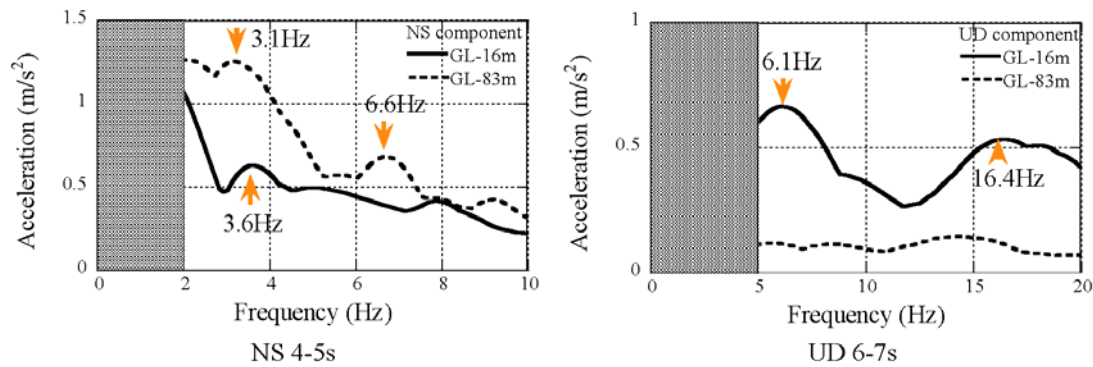 Acceleration (m/s²)
1.5
1
0.5
0
0
2
4
6
8
10
Frequency (Hz)
3.1Hz
6.6Hz
3.6Hz
NS component
GL-16m
GL-83m
NS 4-5s
Acceleration (m/s²)
1
0.5
0
0
5
10
15
20
Frequency (Hz)
6.1Hz
16.4Hz
UD component
GL-16m
GL-83m
UD 6-7s